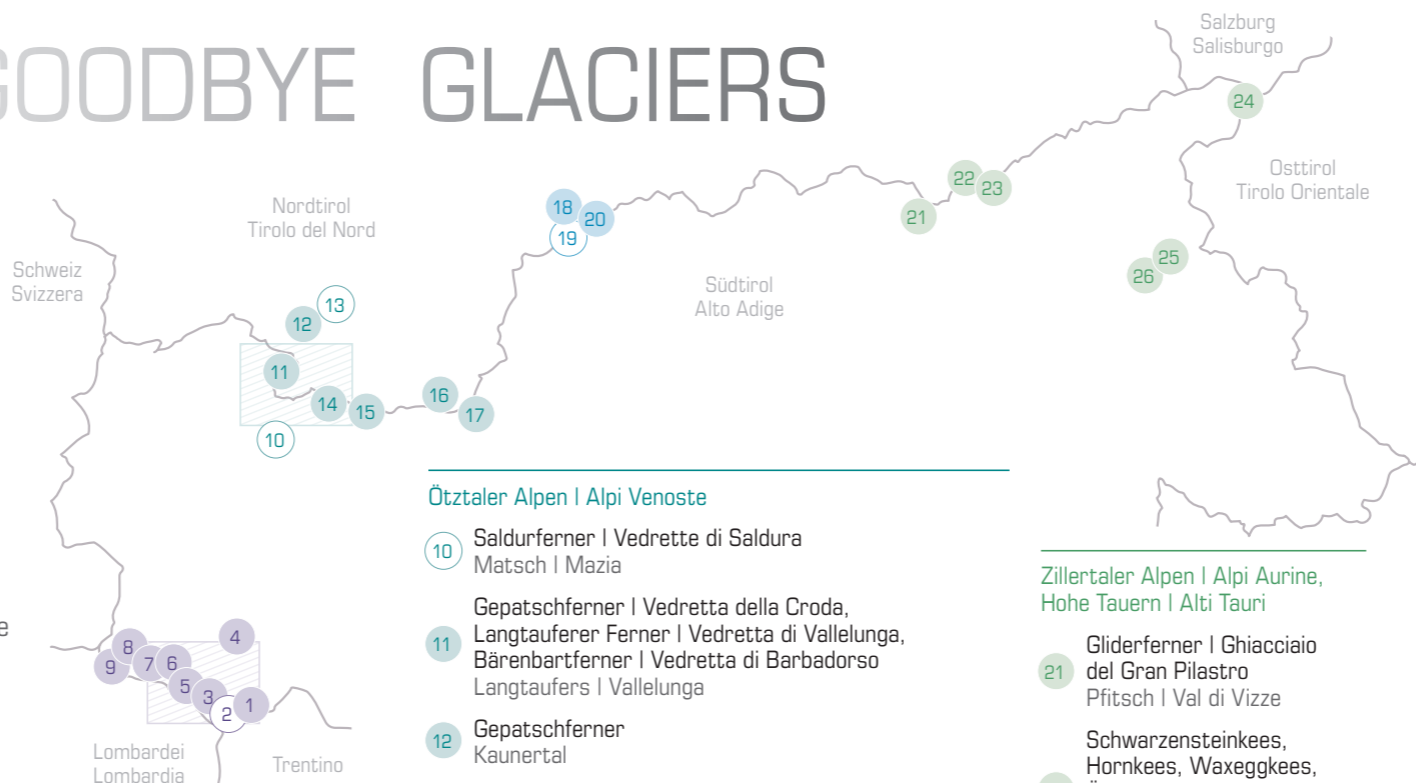 GOODBYE GLACIERS
Salzburg
Salisburgo
24
Osttirol
Tirolo Orientale
22
23
21
25
26
Nordtirol
Tirolo del Nord
18
20
19
Schweiz
Svizzera
Südtirol
Alto Adige
13
12
11
14
15
16
17
10
4
8
9
7
6
5
3
2
1
Lombardei
Lombardia
Trentino
e
Ötztaler Alpen | Alpi Venoste
10
Saldurferner | Vedrette di Saldura
Matsch | Mazia
11
Gepatschferner | Vedretta della Croda,
Langtauferer Ferner | Vedretta di Vallelunga,
Bärenbartferner | Vedretta di Barbadorso
Langtaufers | Vallelunga
12
Gepatschferner
Kaunertal
Zillertaler Alpen | Alpi Aurine,
Hohe Tauern | Alti Tauri
21
Gliderferner | Ghiacciaio
del Gran Pilastro
Pfitsch | Val di Vizze
Schwarzensteinkees,
Hornkees, Waxeggkees,